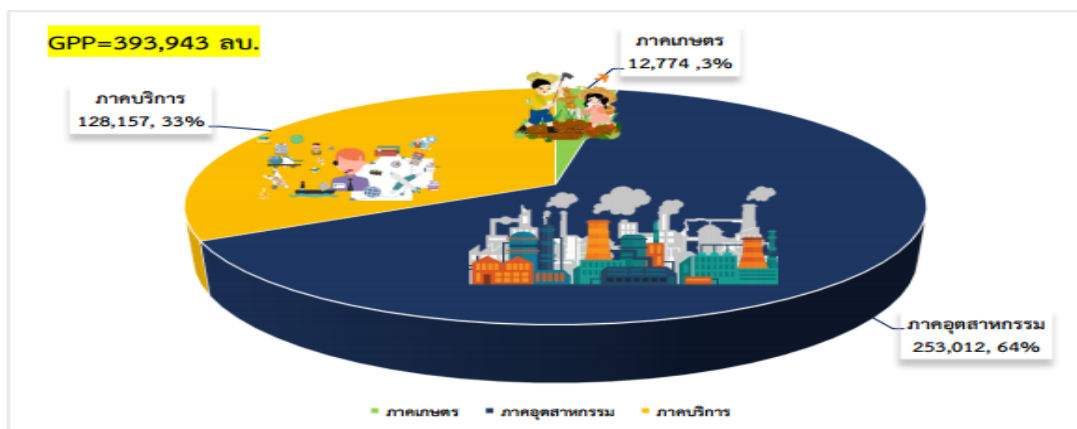 GPP=393,943 ลบ.
ภาคเกษตร
12,774 ,3%
ภาคบริการ
128,157, 33%
ภาคอุตสาหกรรม
253,012, 64%
ภาคเกษตร ภาคอุตสาหกรรม ภาคบริการ